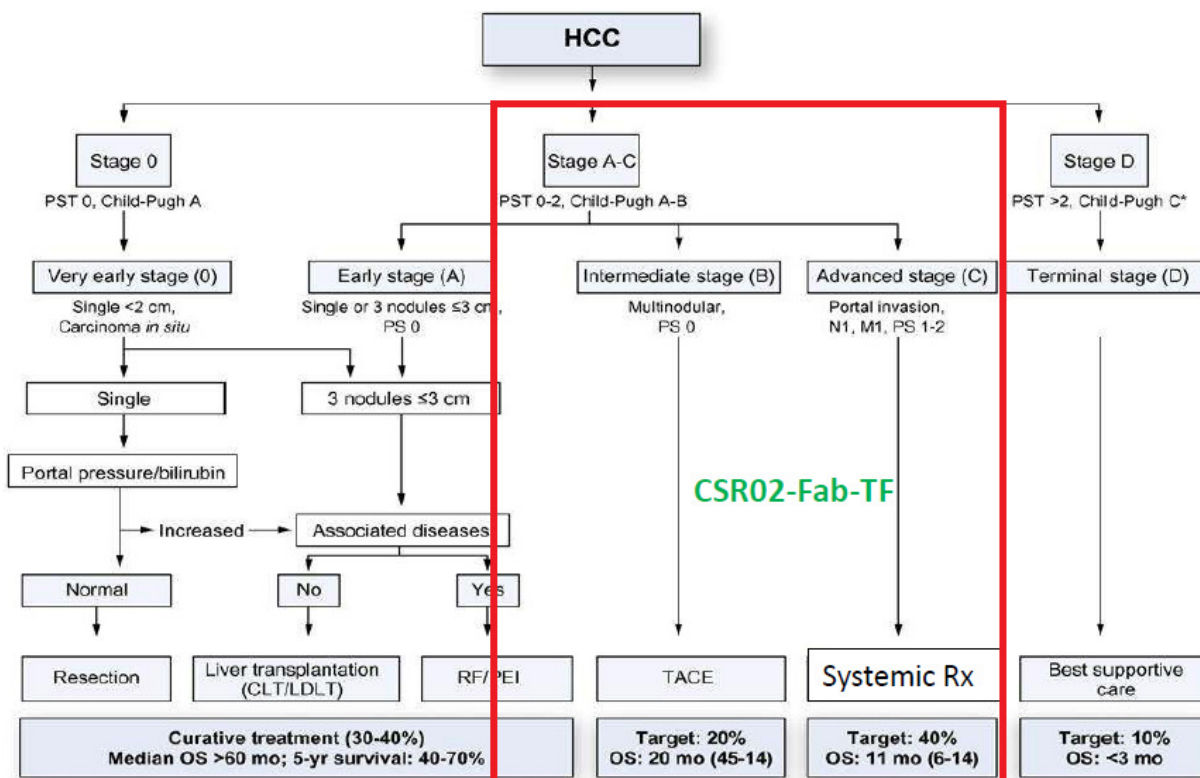 HCC
Stage 0
PST 0, Child-Pugh A
Stage A-C
PST 0-2, Child-Pugh A-B
Stage D
PST >2, Child-Pugh C*
Very early stage (0)
Single <2 cm,
Carcinoma in situ
Early stage (A)
Single or 3 nodules ≤3 cm,
PS 0
Intermediate stage (B)
Multinodular,
PS 0
Advanced stage (C)
Portal invasion,
N1, M1, PS 1-2
Terminal stage (D)
Single
3 nodules ≤3 cm
Portal pressure/bilirubin
CSR02-Fab-TF
Increased
Associated diseases
Normal
No
Yes
Resection
Liver transplantation
(CLT/LDLT)
RF/PEI
TACE
Systemic Rx
Best supportive
care
Curative treatment (30-40%)
Median OS >60 mo; 5-yr survival: 40-70%
Target: 20%
OS: 20 mo (45-14)
Target: 40%
OS: 11 mo (6-14)
Target: 10%
OS: <3 mo